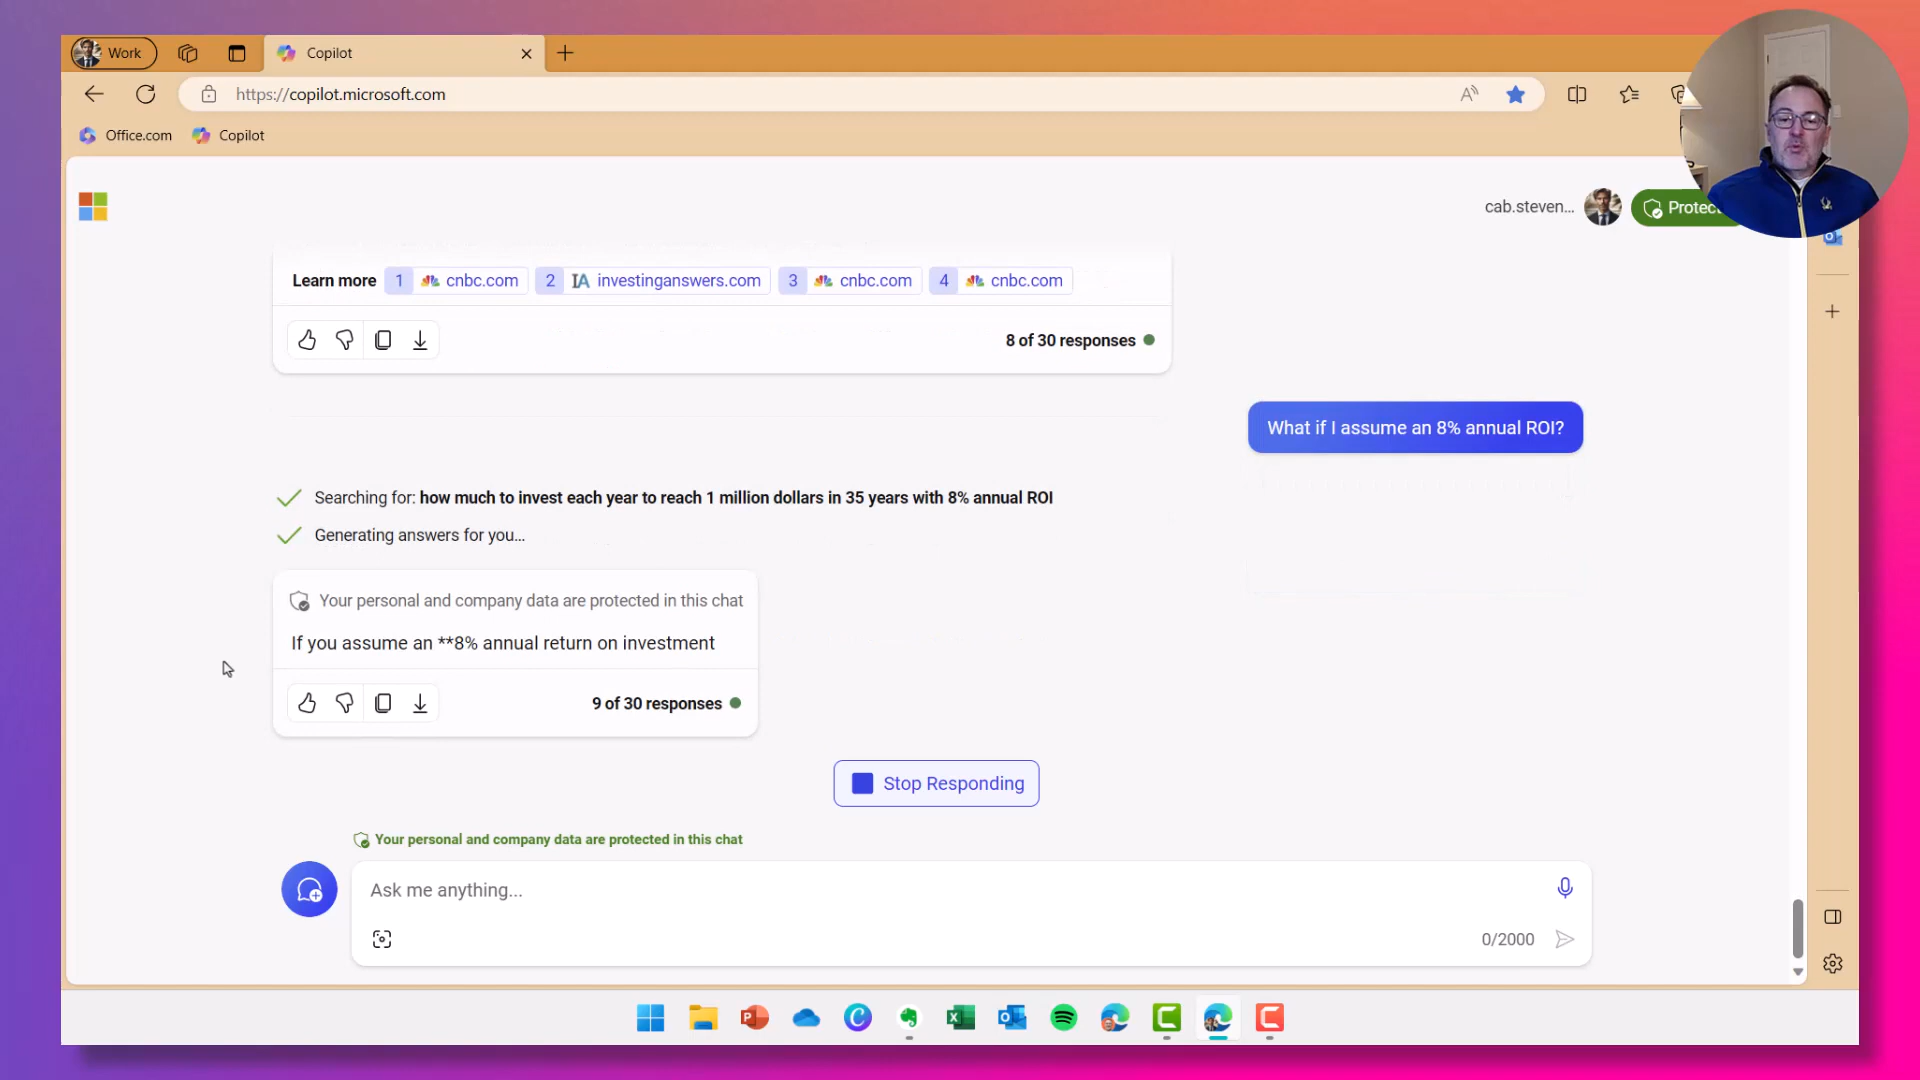 Work
Copilot
https://copilot.microsoft.com
Office.com
Copilot
cab.steven...
Protec
Learn more 1 cnbc.com 2 IA investinganswers.com 3 cnbc.com 4 cnbc.com
8 of 30 responses
What if I assume an 8% annual ROI?
Searching for: how much to invest each year to reach 1 million dollars in 35 years with 8% annual ROI
Generating answers for you...
Your personal and company data are protected in this chat
If you assume an **8% annual return on investment
9 of 30 responses
Stop Responding
Your personal and company data are protected in this chat
Ask me anything...
0/2000